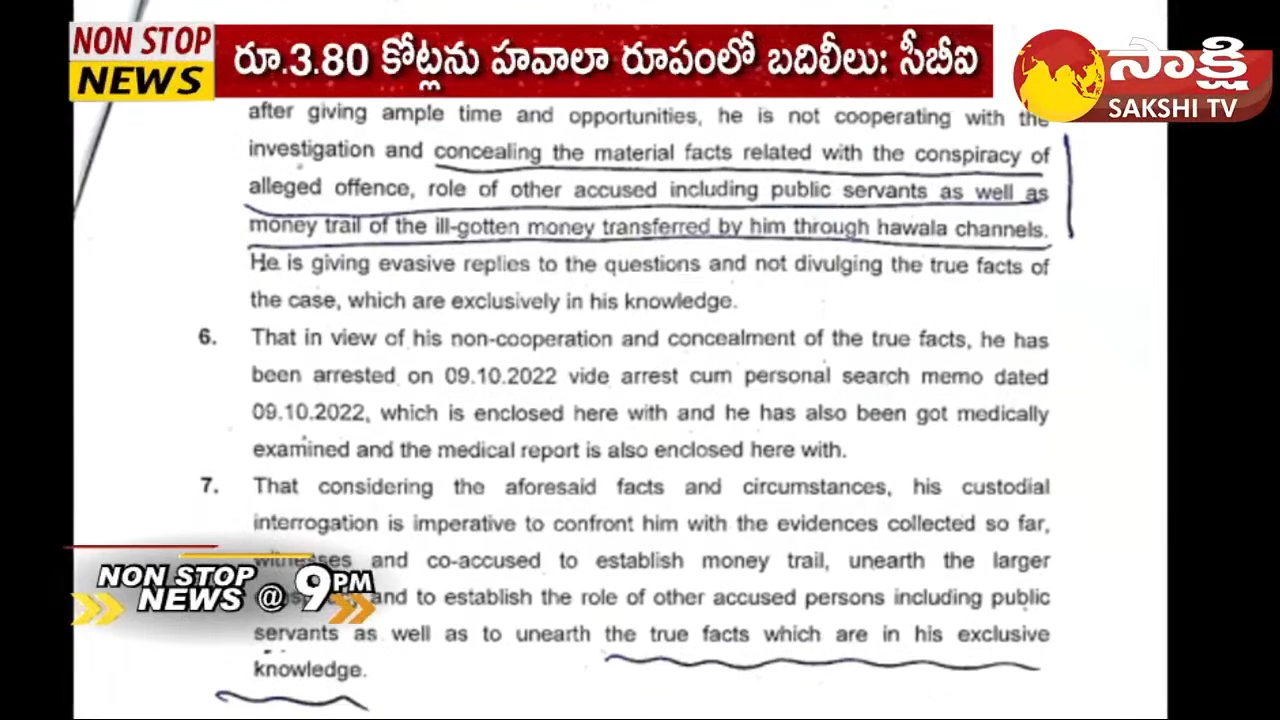 NON STOP
NEWS
రూ.3.80 కోట్లను హవాలా రూపంలో బదిలీలు: సీబీఐ
సాక్షి
SAKSHI TV
after giving ample time and opportunities, he is not cooperating with the
investigation and concealing the material facts related with the conspiracy of
alleged offence, role of other accused including public servants as well as
money trail of the ill-gotten money transferred by him through hawala channels.
He is giving evasive replies to the questions and not divulging the true facts of
the case, which are exclusively in his knowledge.
6. That in view of his non-cooperation and concealment of the true facts, he has
been arrested on 09.10.2022 vide arrest cum personal search memo dated
09.10.2022, which is enclosed here with and he has also been got medically
examined and the medical report is also enclosed here with.
7. That considering the aforesaid facts and circumstances, his custodial
interrogation is imperative to confront him with the evidences collected so far,
witnesses and co-accused to establish money trail, unearth the larger
and to establish the role of other accused persons including public
servants as well as to unearth the true facts which are in his exclusive
knowledge.
NON STOP
NEWS @ 9PM